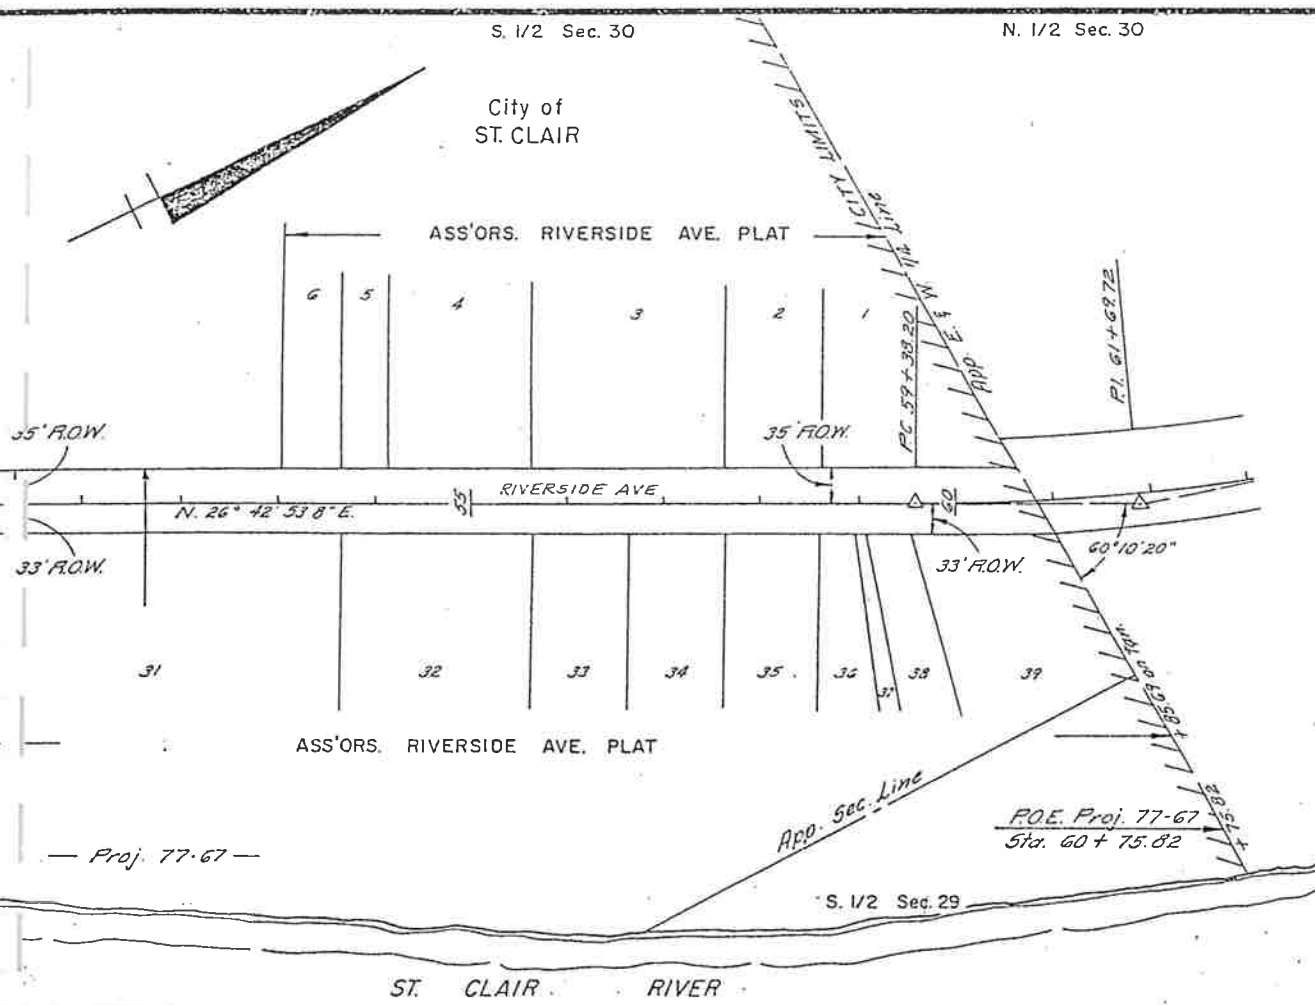 S. 1/2 Sec. 30
N. 1/2 Sec. 30
City of
ST. CLAIR
CITY LIMITS
App. E. & W. 1/4 Line
ASS'ORS. RIVERSIDE AVE. PLAT
6
5
4
3
2
1
P.C. 59+38.20
P.I. 61+69.72
35' R.O.W.
35' R.O.W.
RIVERSIDE AVE
N. 26° 42' 53.8" E.
55
60
33' R.O.W.
33' R.O.W.
60°10'20"
31
32
33
34
35
36
37
38
39
+85.69 on Tan.
ASS'ORS. RIVERSIDE AVE. PLAT
App. Sec. Line
P.O.E. Proj. 77-67
Sta. 60 + 75.82
+75.82
Proj. 77-67
S. 1/2 Sec. 29
ST. CLAIR RIVER